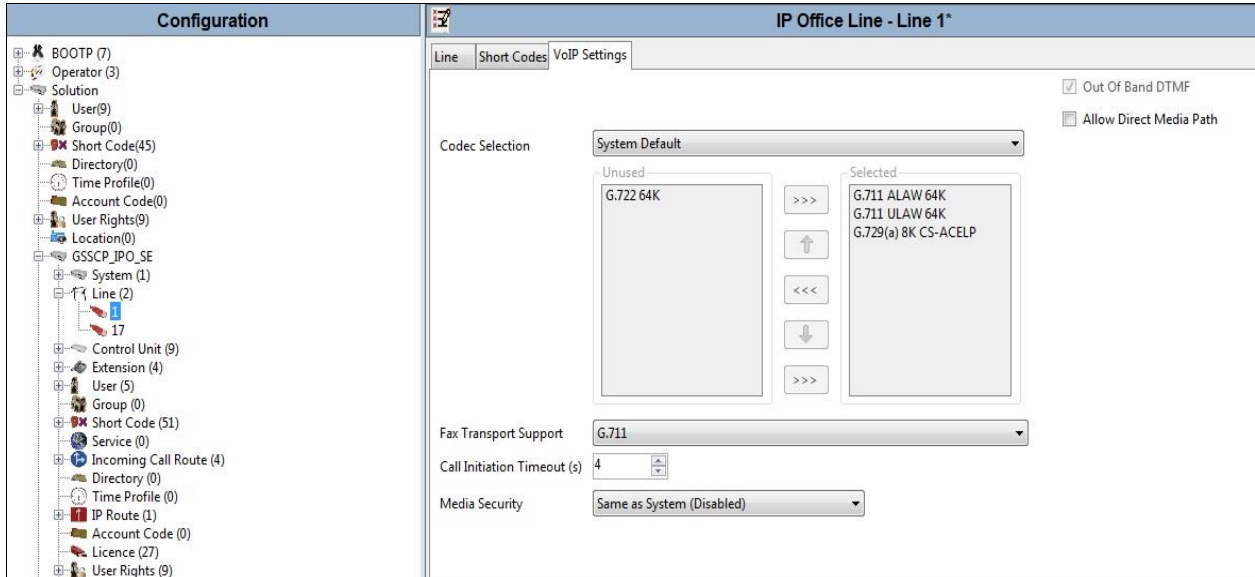 Configuration
BOOTP (7)
Operator (3)
Solution
User(9)
Group(0)
Short Code(45)
Directory(0)
Time Profile(0)
Account Code(0)
User Rights(9)
Location(0)
GSSCP_IPO_SE
System (1)
Line (2)
1
17
Control Unit (9)
Extension (4)
User (5)
Group (0)
Short Code (51)
Service (0)
Incoming Call Route (4)
Directory (0)
Time Profile (0)
IP Route (1)
Account Code (0)
Licence (27)
User Rights (9)
IP Office Line - Line 1*
Line Short Codes VoIP Settings
Out Of Band DTMF
Allow Direct Media Path
Codec Selection System Default
Unused
G.722 64K
>>>
<<<
>>>
Selected
G.711 ALAW 64K
G.711 ULAW 64K
G.729(a) 8K CS-ACELP
Fax Transport Support G.711
Call Initiation Timeout (s) 4
Media Security Same as System (Disabled)